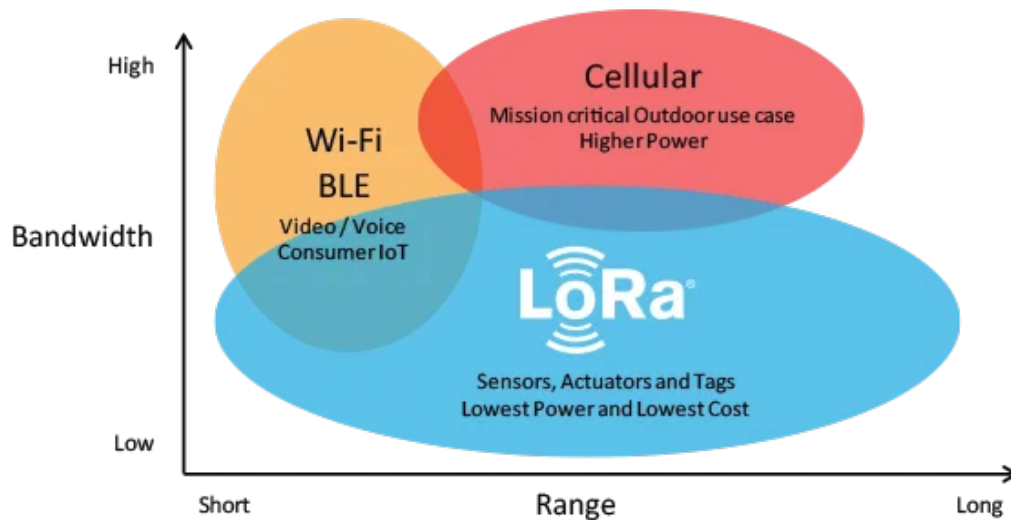 High
Bandwidth
Low
Wi-Fi
BLE
Video / Voice
Consumer IoT
Cellular
Mission critical Outdoor use case
Higher Power
LoRa®
Sensors, Actuators and Tags
Lowest Power and Lowest Cost
Short
Range
Long